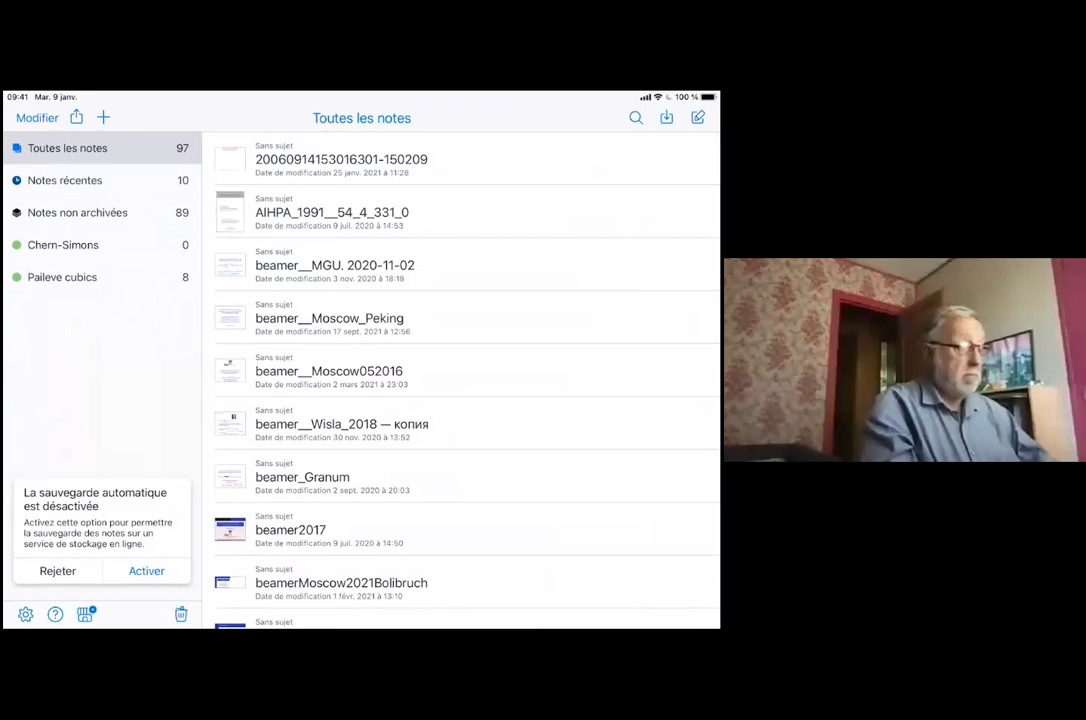 09:41 Mar. 9 janv.
100 %
Modifier
Toutes les notes
Toutes les notes 97
Notes récentes 10
Notes non archivées 89
Chern-Simons 0
Paileve cubics 8
La sauvegarde automatique
est désactivée
Activez cette option pour permettre
la sauvegarde des notes sur un
service de stockage en ligne.
Rejeter
Activer
Sans sujet
20060914153016301-150209
Date de modification 25 janv. 2021 à 11:28
Sans sujet
AIHPA_1991__54_4_331_0
Date de modification 9 juil. 2020 à 14:53
Sans sujet
beamer__MGU. 2020-11-02
Date de modification 3 nov. 2020 à 18:19
Sans sujet
beamer__Moscow_Peking
Date de modification 17 sept. 2021 à 12:56
Sans sujet
beamer__Moscow052016
Date de modification 2 mars 2021 à 23:03
Sans sujet
beamer__Wisla_2018 — копия
Date de modification 30 nov. 2020 à 13:52
Sans sujet
beamer_Granum
Date de modification 2 sept. 2020 à 20:03
Sans sujet
beamer2017
Date de modification 9 juil. 2020 à 14:50
Sans sujet
beamerMoscow2021Bolibruch
Date de modification 1 févr. 2021 à 13:10
Sans sujet